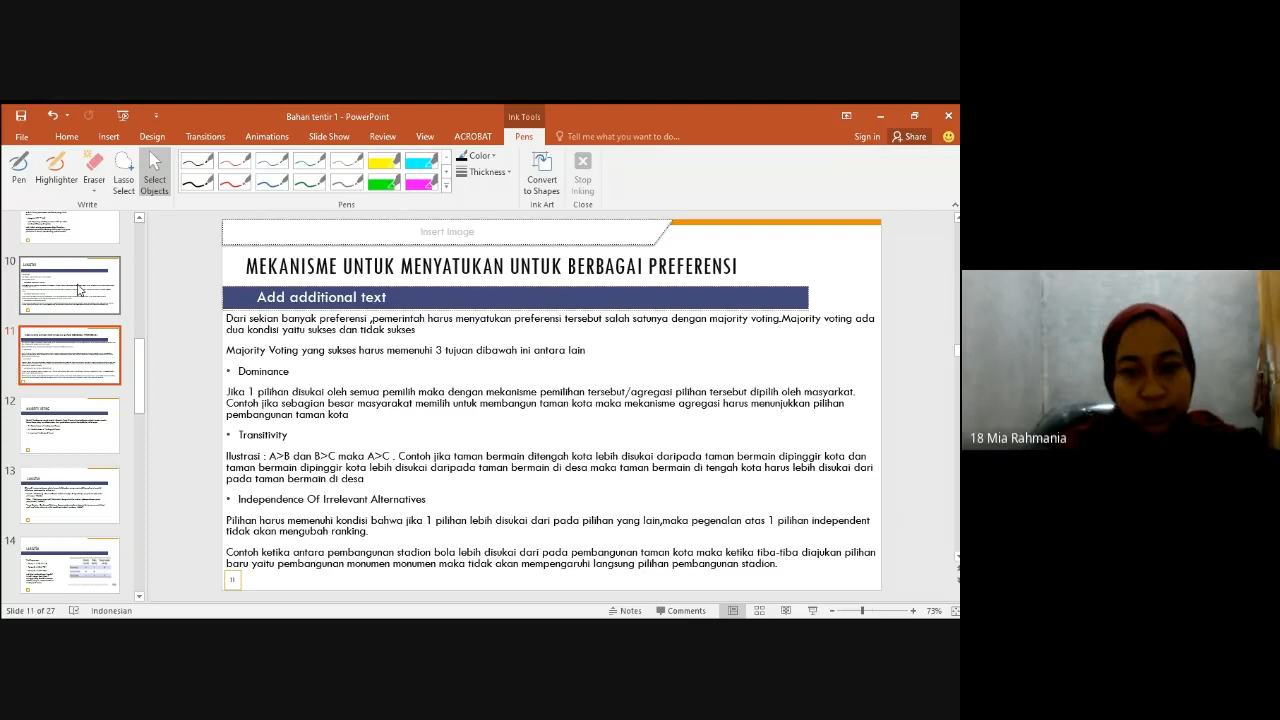 Bahan tentir 1 - PowerPoint
Ink Tools
File Home Insert Design Transitions Animations Slide Show Review View ACROBAT Pens Tell me what you want to do... Sign in Share
Pen Highlighter Eraser Lasso Select Select Objects
Color
Thickness
Convert to Shapes Stop Inking
Write Pens Ink Art Close
Insert Image
MEKANISME UNTUK MENYATUKAN UNTUK BERBAGAI PREFERENSI
Add additional text
Dari sekian banyak preferensi ,pemerintah harus menyatukan preferensi tersebut salah satunya dengan majority voting.Majority voting ada
dua kondisi yaitu sukses dan tidak sukses
Majority Voting yang sukses harus memenuhi 3 tujuan dibawah ini antara lain
• Dominance
Jika 1 pilihan disukai oleh semua pemilih maka dengan mekanisme pemilihan tersebut/agregasi pilihan tersebut dipilih oleh masyarkat.
Contoh jika sebagian besar masyarakat memilih untuk membangun taman kota maka mekanisme agregasi harus menunjukkan pilihan
pembangunan taman kota
• Transitivity
Ilustrasi : A>B dan B>C maka A>C . Contoh jika taman bermain ditengah kota lebih disukai daripada taman bermain dipinggir kota dan
taman bermain dipinggir kota lebih disukai daripada taman bermain di desa maka taman bermain di tengah kota harus lebih disukai dari
pada taman bermain di desa
• Independence Of Irrelevant Alternatives
Pilihan harus memenuhi kondisi bahwa jika 1 pilihan lebih disukai dari pada pilihan yang lain,maka pegenalan atas 1 pilihan independent
tidak akan mengubah ranking.
Contoh ketika antara pembangunan stadion bola lebih disukai dari pada pembangunan taman kota maka ketika tiba-tiba diajukan pilihan
baru yaitu pembangunan monumen monumen maka tidak akan mempengaruhi langsung pilihan pembangunan stadion.
11
10
11
12
13
14
Slide 11 of 27 Indonesian Notes Comments 73%
18 Mia Rahmania